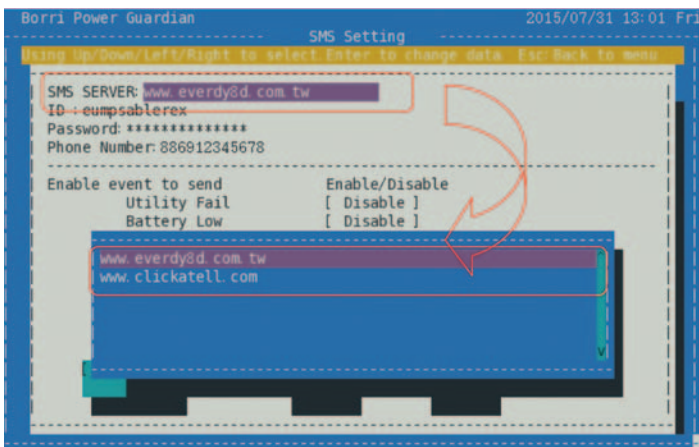 Borri Power Guardian 2015/07/31 13:01 Fri
SMS Setting
Using Up/Down/Left/Right to select.Enter to change data. Esc:Back to menu
SMS SERVER: www.everdy8d.com.tw
ID :eumpsablerex
Password: **************
Phone Number: 886912345678
Enable event to send Enable/Disable
Utility Fail [ Disable ]
Battery Low [ Disable ]
www.everdy8d.com.tw
www.clickatell.com